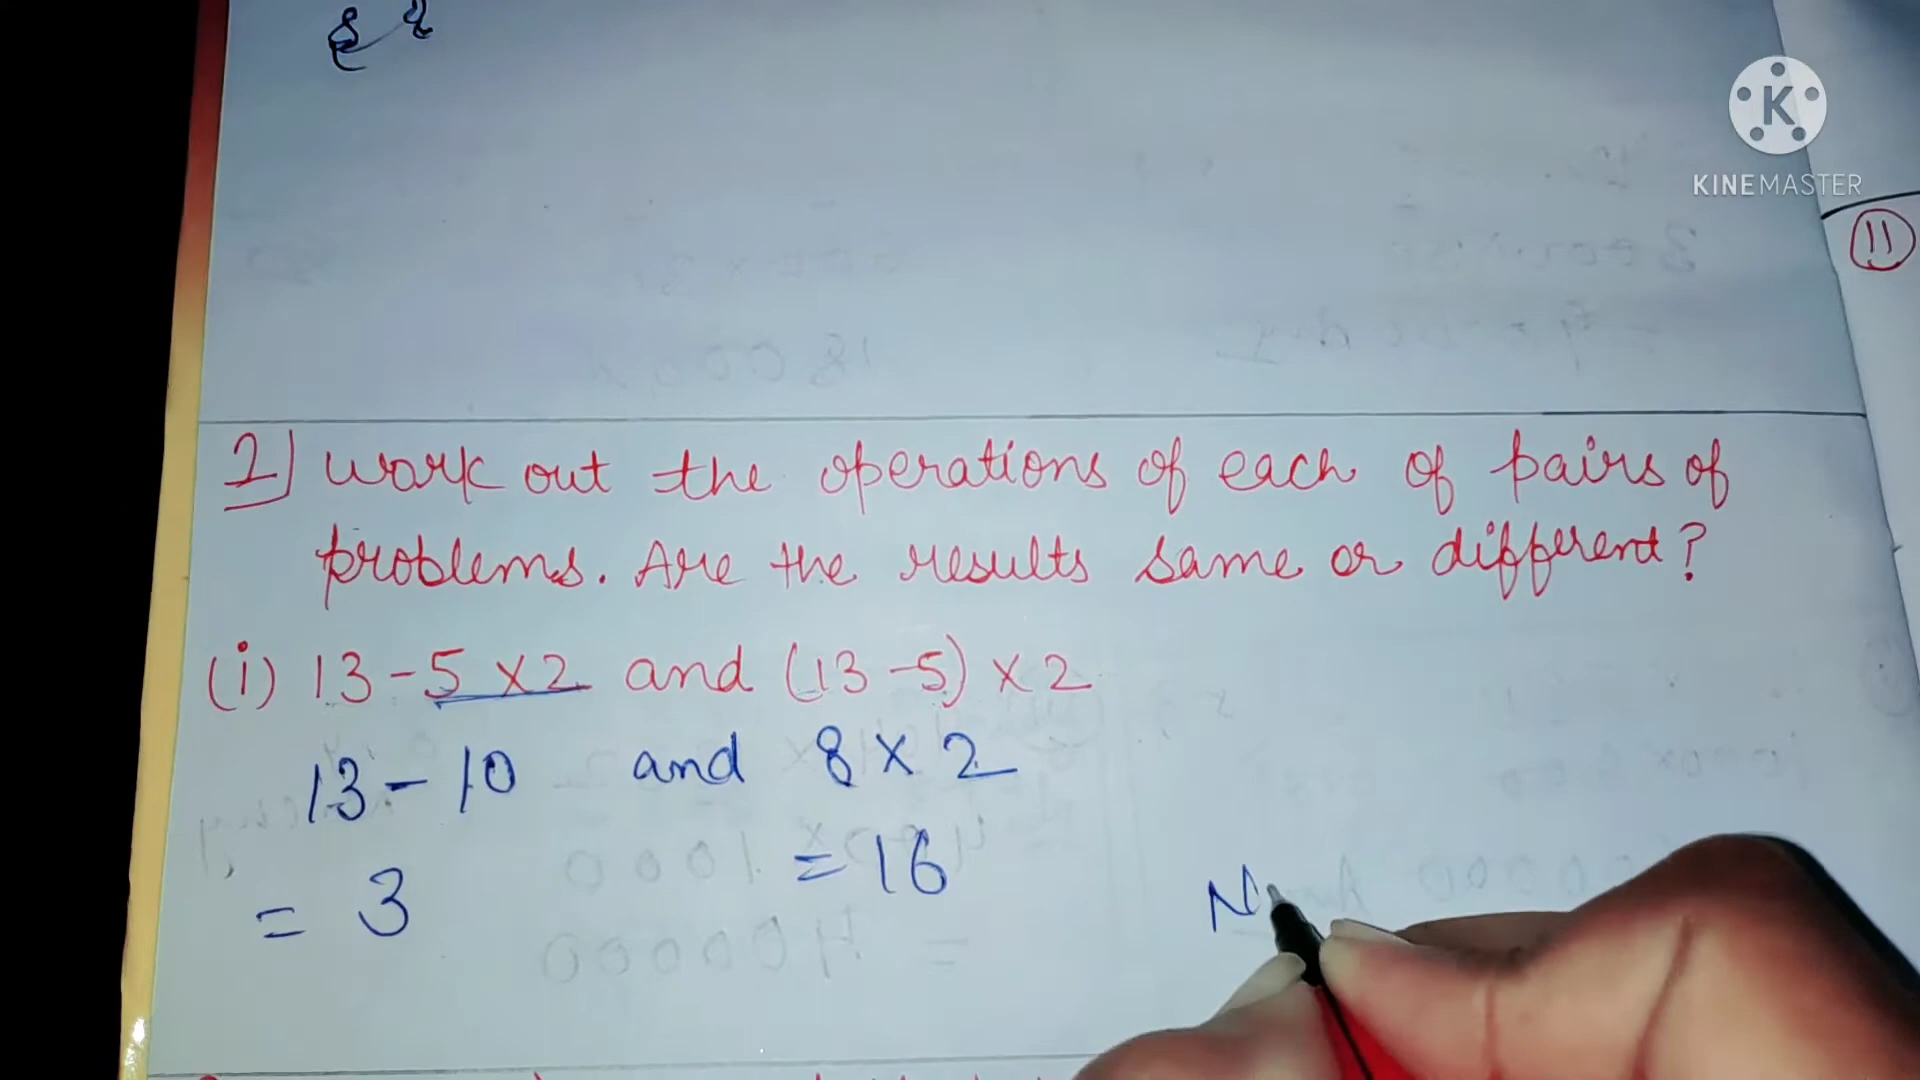 KINEMASTER
11
1) Work out the operations of each of pairs of
problems. Are the results same or different?
(i) 13-5×2 and (13-5)×2
13-10 and 8×2
= 3 = 16
N